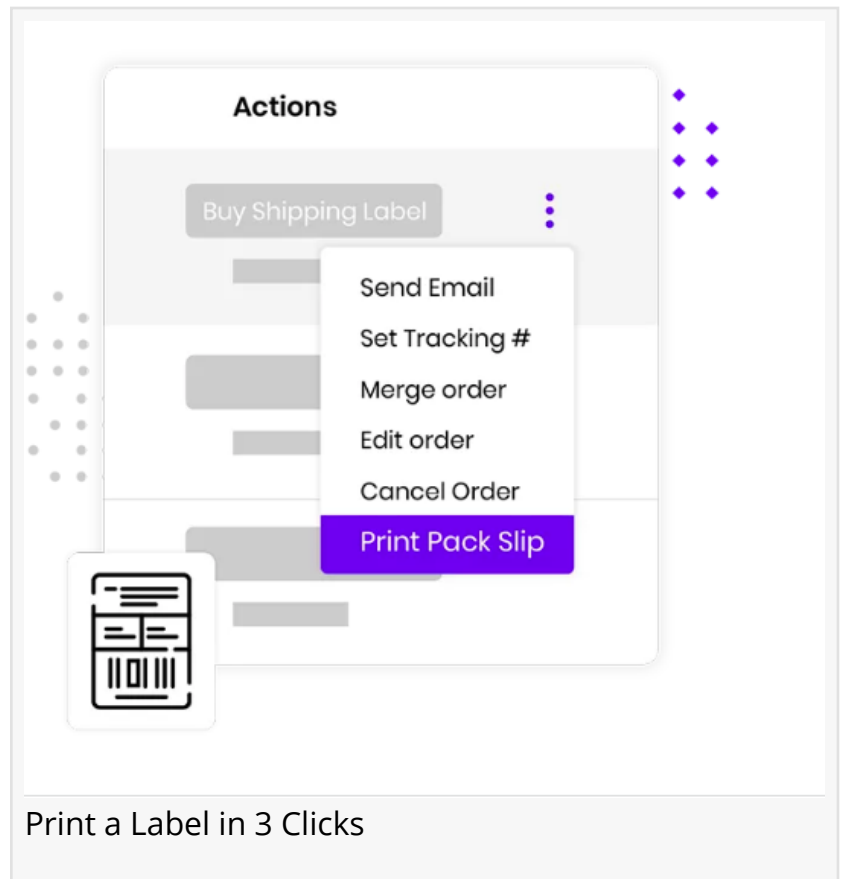 Actions
Buy Shipping Label
Send Email
Set Tracking #
Merge order
Edit order
Cancel Order
Print Pack Slip
Print a Label in 3 Clicks